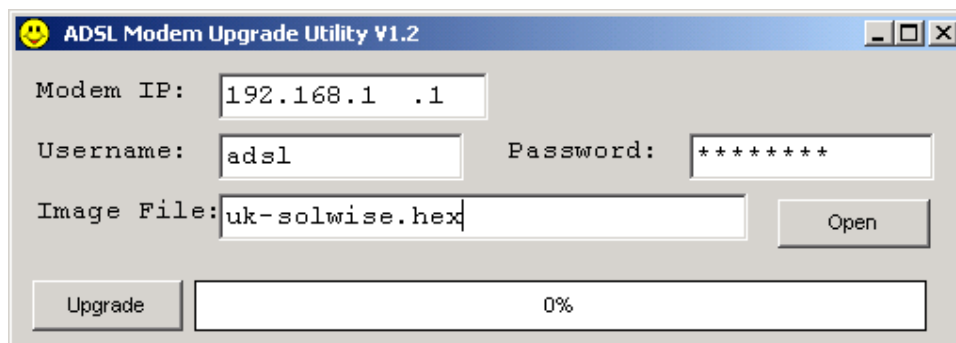 ADSL Modem Upgrade Utility V1.2
Modem IP: 192.168.1 .1
Username: adsl Password: ********
Image File: uk-solwise.hex Open
Upgrade 0%